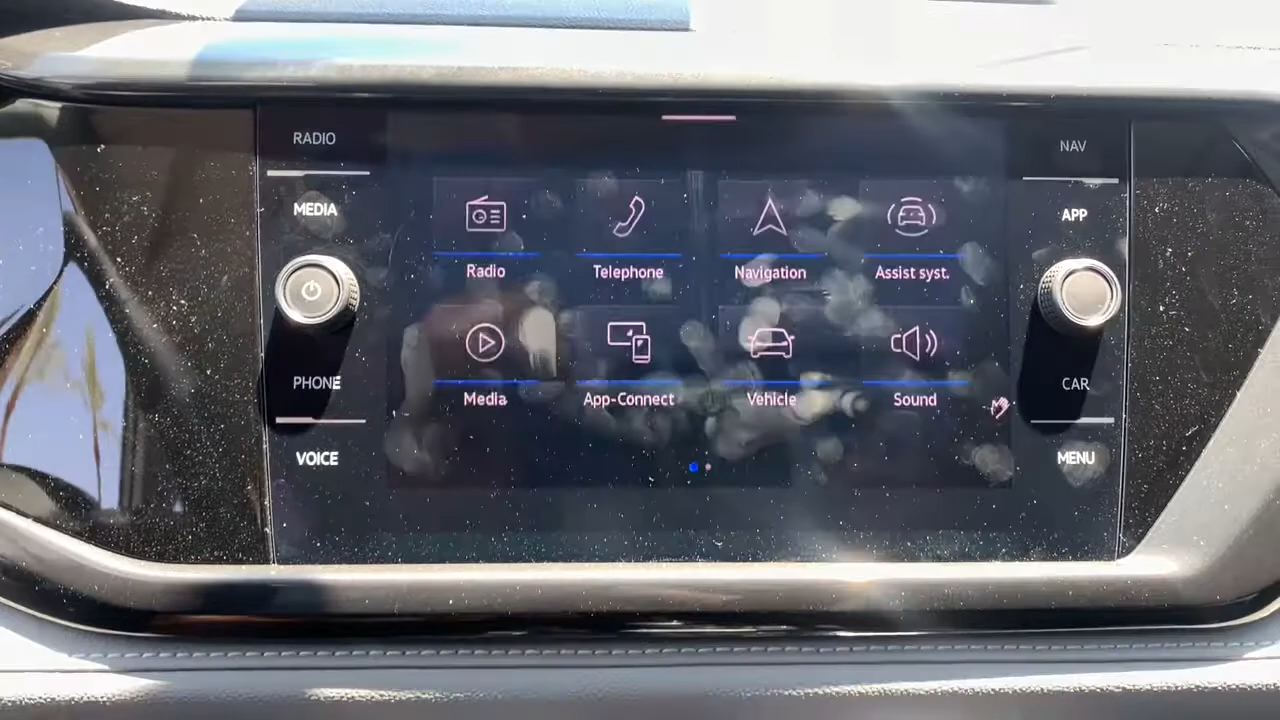 RADIO
MEDIA
PHONE
VOICE
Radio
Telephone
Navigation
Assist syst.
Media
App-Connect
Vehicle
Sound
NAV
APP
CAR
MENU